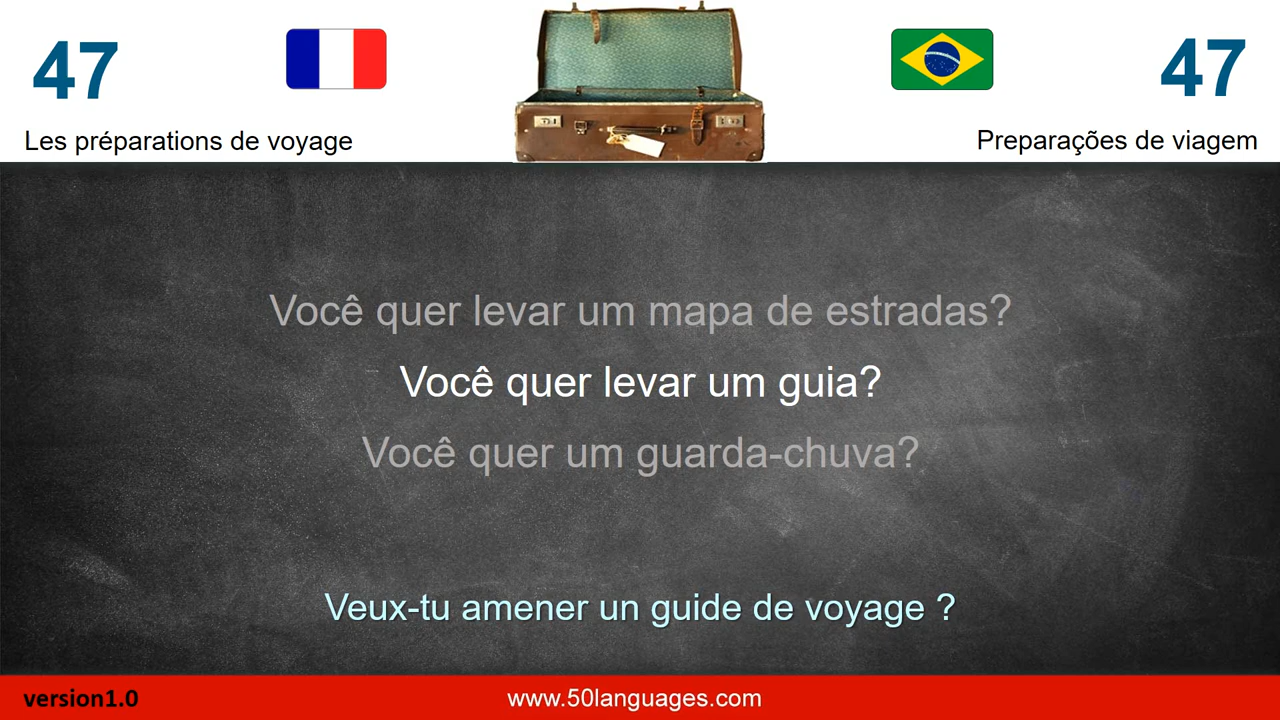 47
47
Les préparations de voyage
Preparações de viagem
Você quer levar um mapa de estradas?
Você quer levar um guia?
Você quer um guarda-chuva?
Veux-tu amener un guide de voyage ?
version1.0
www.50languages.com